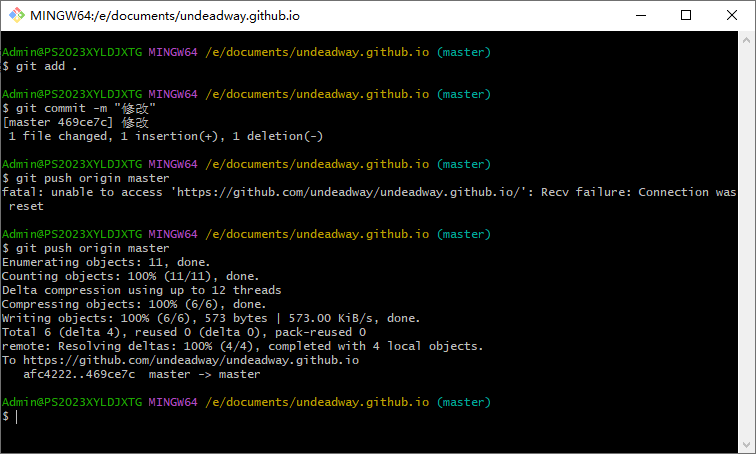 MINGW64:/e/documents/undeadway.github.io
Admin@PS2023XYLDJXTG MINGW64 /e/documents/undeadway.github.io (master)
$ git add .
Admin@PS2023XYLDJXTG MINGW64 /e/documents/undeadway.github.io (master)
$ git commit -m "修改"
[master 469ce7c] 修改
 1 file changed, 1 insertion(+), 1 deletion(-)
Admin@PS2023XYLDJXTG MINGW64 /e/documents/undeadway.github.io (master)
$ git push origin master
fatal: unable to access 'https://github.com/undeadway/undeadway.github.io/': Recv failure: Connection was
 reset
Admin@PS2023XYLDJXTG MINGW64 /e/documents/undeadway.github.io (master)
$ git push origin master
Enumerating objects: 11, done.
Counting objects: 100% (11/11), done.
Delta compression using up to 12 threads
Compressing objects: 100% (6/6), done.
Writing objects: 100% (6/6), 573 bytes | 573.00 KiB/s, done.
Total 6 (delta 4), reused 0 (delta 0), pack-reused 0
remote: Resolving deltas: 100% (4/4), completed with 4 local objects.
To https://github.com/undeadway/undeadway.github.io
   afc4222..469ce7c  master -> master
Admin@PS2023XYLDJXTG MINGW64 /e/documents/undeadway.github.io (master)
$